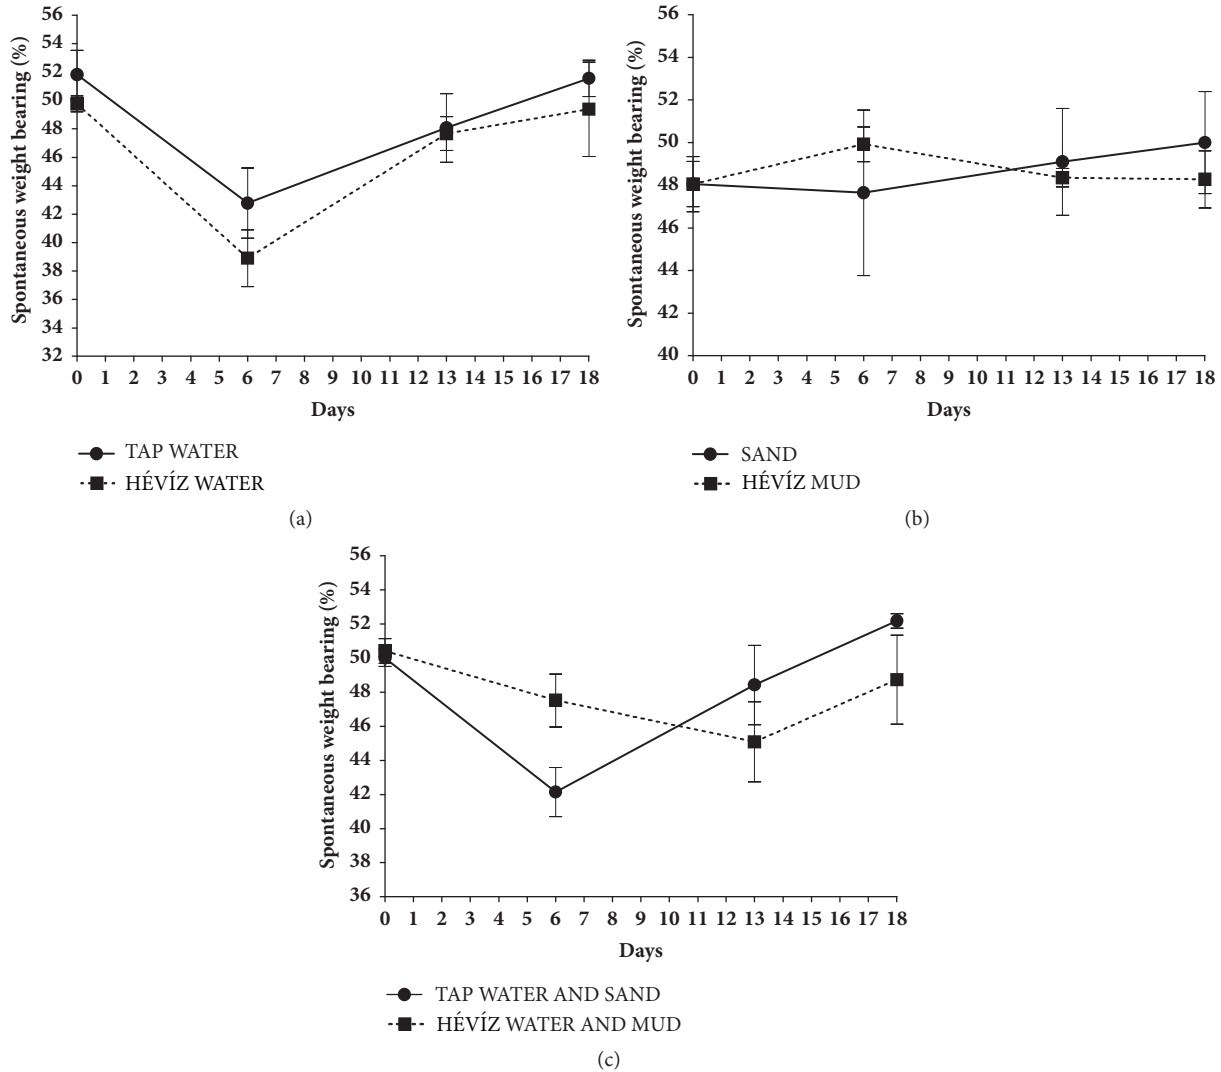 Spontaneous weight bearing (%)
56
54
52
50
48
46
44
42
40
38
36
34
32
0 1 2 3 4 5 6 7 8 9 10 11 12 13 14 15 16 17 18
Days
TAP WATER
HÉVÍZ WATER
(a)
Spontaneous weight bearing (%)
56
54
52
50
48
46
44
42
40
0 1 2 3 4 5 6 7 8 9 10 11 12 13 14 15 16 17 18
Days
SAND
HÉVÍZ MUD
(b)
Spontaneous weight bearing (%)
56
54
52
50
48
46
44
42
40
38
36
0 1 2 3 4 5 6 7 8 9 10 11 12 13 14 15 16 17 18
Days
TAP WATER AND SAND
HÉVÍZ WATER AND MUD
(c)